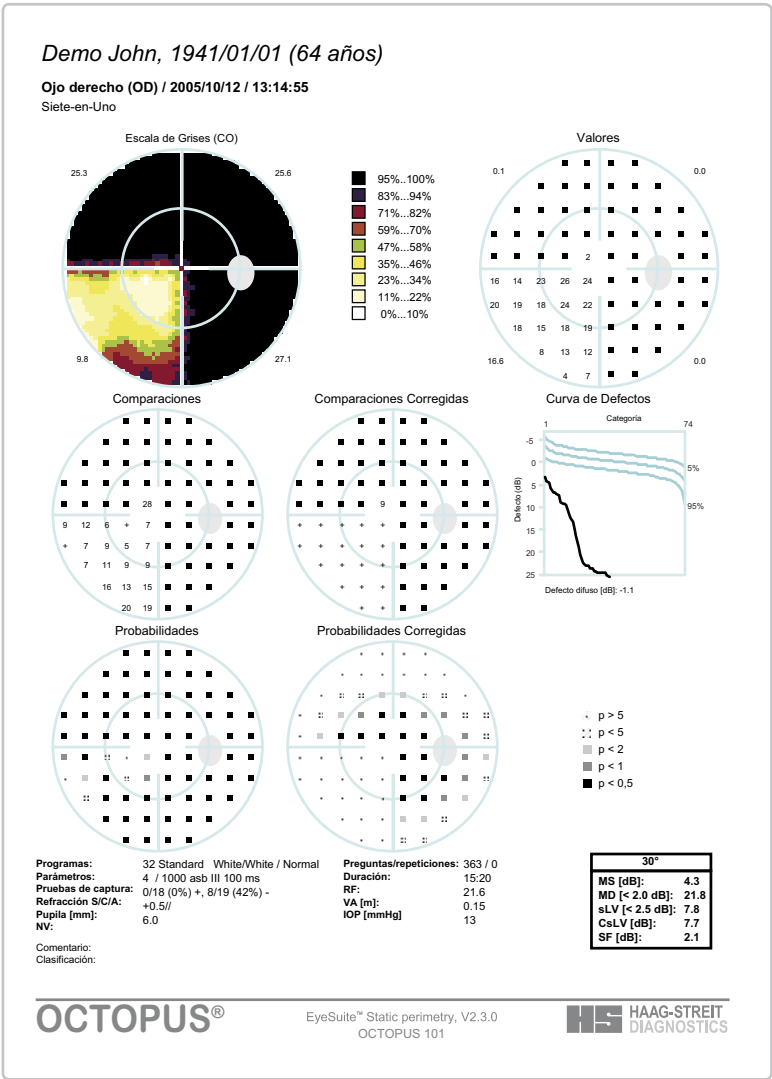 Demo John, 1941/01/01 (64 años)
Ojo derecho (OD) / 2005/10/12 / 13:14:55
Siete-en-Uno
Escala de Grises (CO)
25.3
25.6
9.8
27.1
95%..100%
83%...94%
71%...82%
59%...70%
47%...58%
35%...46%
23%...34%
11%...22%
0%...10%
Valores
0.1
0.0
2
16 14 23 26 24
20 19 18 24 22
18 15 18 19
8 13 12
4 7
16.6
0.0
Comparaciones
28
9 12 6 + 7
+ 7 9 5 7
7 11 9 9
16 13 15
20 19
Comparaciones Corregidas
9
+ + + + +
+ + + + +
+ + + +
+ + +
+ +
Curva de Defectos
Categoría
1 74
-5
0
5
10
15
20
25
Defecto (dB)
5%
95%
Defecto difuso [dB]: -1.1
Probabilidades
Probabilidades Corregidas
p > 5
p < 5
p < 2
p < 1
p < 0,5
Programas: 32 Standard White/White / Normal
Parámetros: 4 / 1000 asb III 100 ms
Pruebas de captura: 0/18 (0%) +, 8/19 (42%) -
Refracción S/C/A: +0.5//
Pupila [mm]: 6.0
NV:
Preguntas/repeticiones: 363 / 0
Duración: 15:20
RF: 21.6
VA [m]: 0.15
IOP [mmHg] 13
Comentario:
Clasificación:
30°
MS [dB]: 4.3
MD [< 2.0 dB]: 21.8
sLV [< 2.5 dB]: 7.8
CsLV [dB]: 7.7
SF [dB]: 2.1
OCTOPUS®
EyeSuite™ Static perimetry, V2.3.0
OCTOPUS 101
HS HAAG-STREIT
DIAGNOSTICS